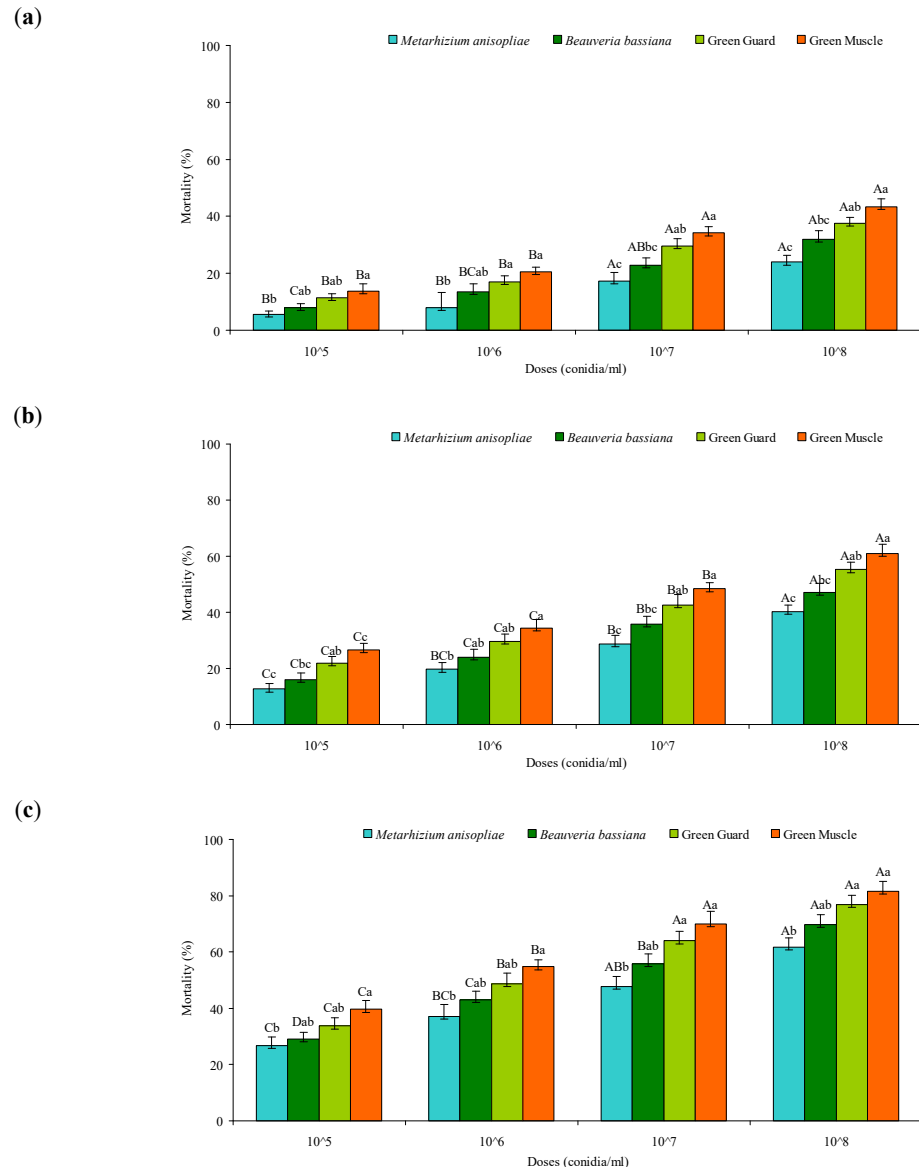 (a)
Metarhizium anisopliae Beauveria bassiana Green Guard Green Muscle
100
80
60
40
20
0
Mortality (%)
Bb Cab Bab Ba
Bb BCab Ba Ba
Ac ABbc Aab Aa
Ac Abc Aab Aa
10^5 10^6 10^7 10^8
Doses (conidia/ml)
(b)
Metarhizium anisopliae Beauveria bassiana Green Guard Green Muscle
100
80
60
40
20
0
Mortality (%)
Cc Cbc Cab Cc
BCb Cab Cab Ca
Bc Bbc Bab Ba
Ac Abc Aab Aa
10^5 10^6 10^7 10^8
Doses (conidia/ml)
(c)
Metarhizium anisopliae Beauveria bassiana Green Guard Green Muscle
100
80
60
40
20
0
Mortality (%)
Cb Dab Cab Ca
BCb Cab Bab Ba
ABb Bab Aa Aa
Ab Aab Aa Aa
10^5 10^6 10^7 10^8
Doses (conidia/ml)